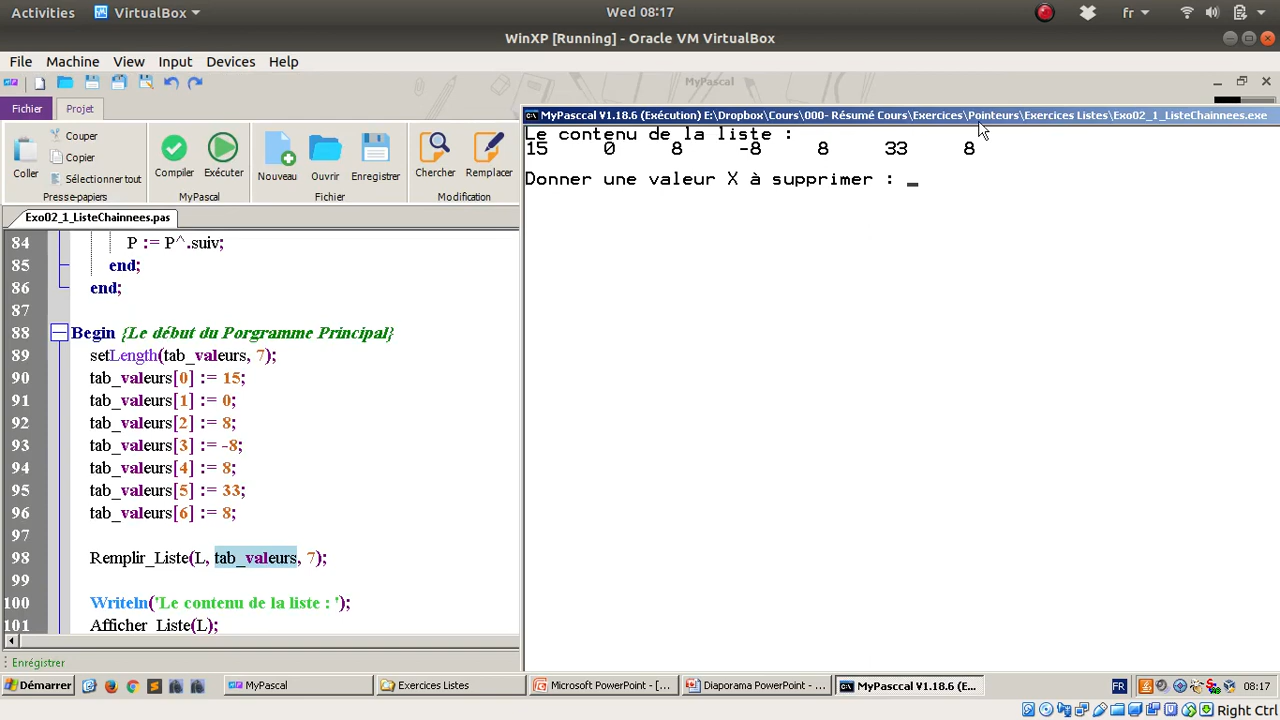 Activities VirtualBox Wed 08:17 fr
WinXP [Running] - Oracle VM VirtualBox
File Machine View Input Devices Help
MyPascal
Fichier Projet
MyPasccal V1.18.6 (Exécution) E:\Dropbox\Cours\000- Résumé Cours\Exercices\Pointeurs\Exercices Listes\Exo02_1_ListeChainnees.exe
Coller
Couper
Copier
Sélectionner tout
Presse-papiers
Compiler Exécuter
MyPascal
Nouveau Ouvrir Enregistrer
Fichier
Chercher Remplacer
Modification
Exo02_1_ListeChainnees.pas
84 P := P^.suiv;
85 end;
86 end;
87
88 Begin {Le début du Porgramme Principal}
89 setLength(tab_valeurs, 7);
90 tab_valeurs[0] := 15;
91 tab_valeurs[1] := 0;
92 tab_valeurs[2] := 8;
93 tab_valeurs[3] := -8;
94 tab_valeurs[4] := 8;
95 tab_valeurs[5] := 33;
96 tab_valeurs[6] := 8;
97
98 Remplir_Liste(L, tab_valeurs, 7);
99
100 Writeln('Le contenu de la liste : ');
101 Afficher_Liste(L);
Le contenu de la liste :
15 0 8 -8 8 33 8
Donner une valeur X à supprimer : _
Enrégistrer
Démarrer MyPascal Exercices Listes Microsoft PowerPoint - [... Diaporama PowerPoint - ... MyPasccal V1.18.6 (E... FR 08:17
Right Ctrl